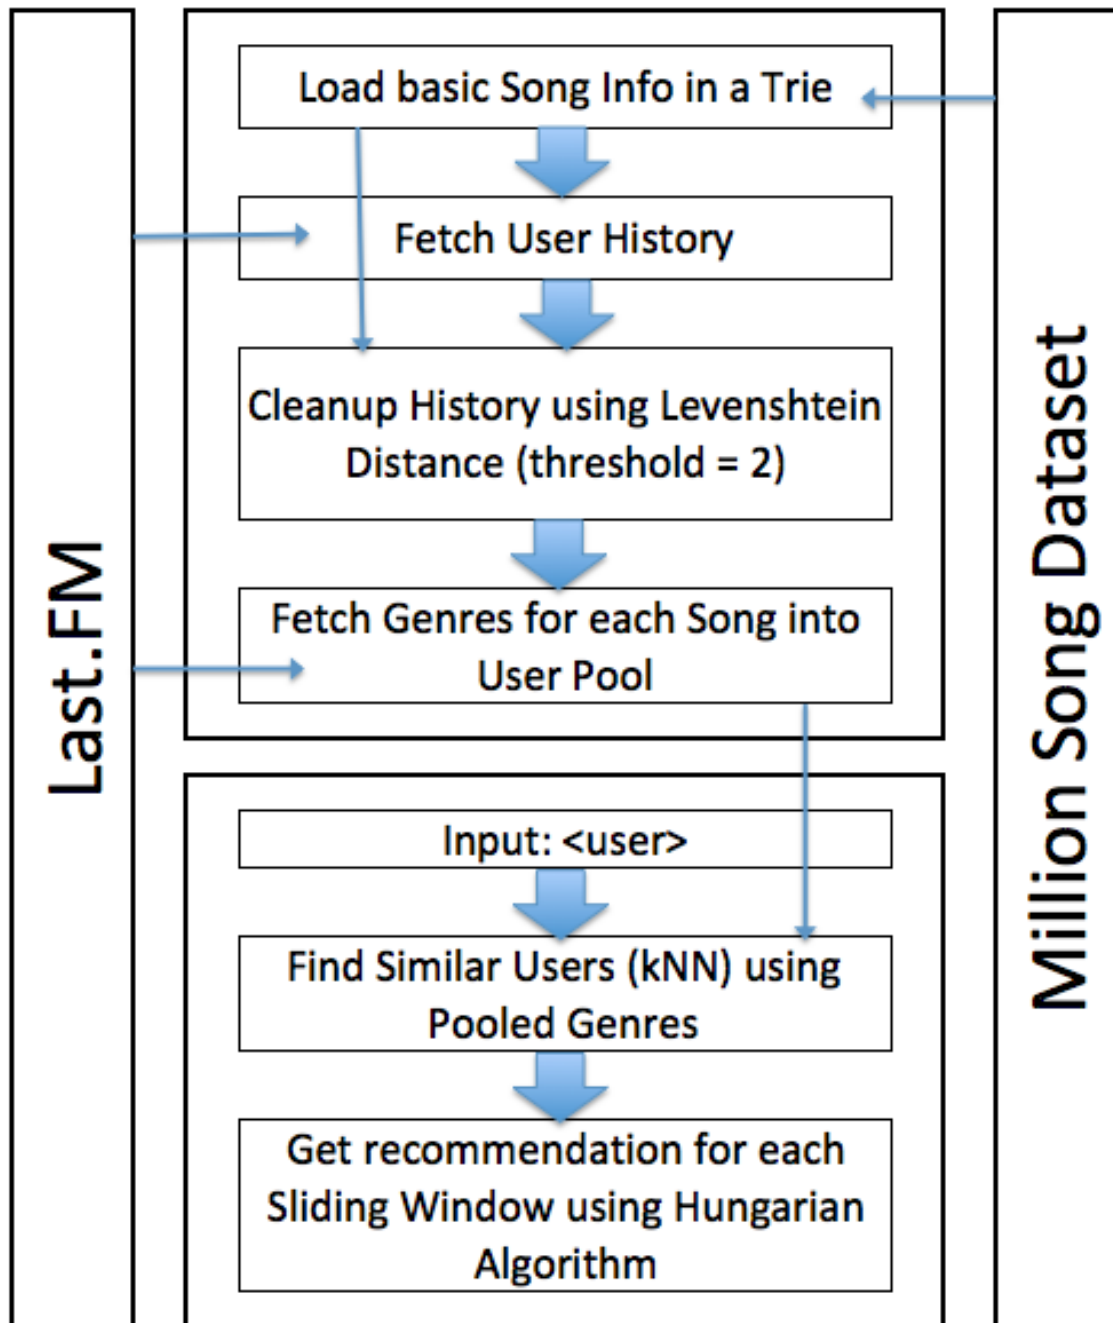 Load basic Song Info in a Trie
Fetch User History
Cleanup History using Levenshtein
Distance (threshold = 2)
Fetch Genres for each Song into
User Pool
Input: <user>
Find Similar Users (kNN) using
Pooled Genres
Get recommendation for each
Sliding Window using Hungarian
Algorithm
Last.FM
Million Song Dataset